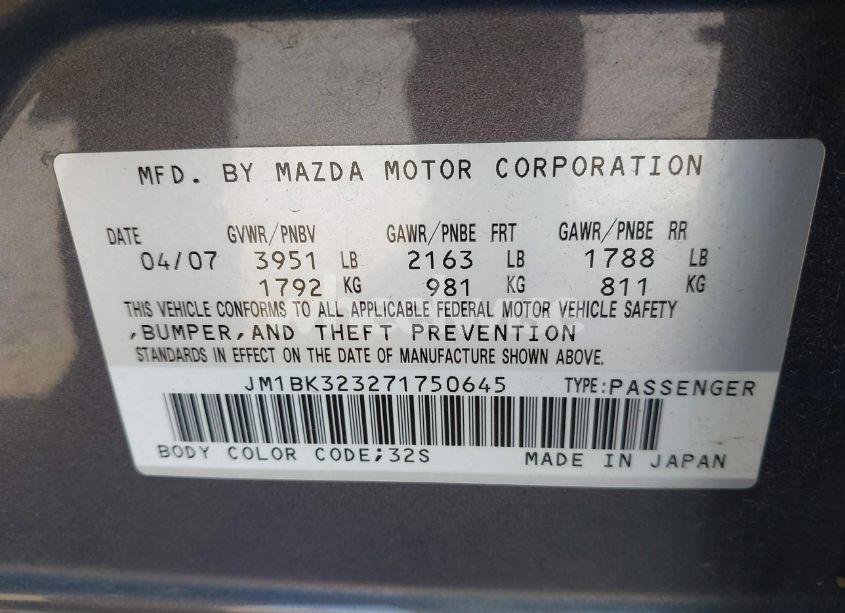 MFD. BY MAZDA MOTOR CORPORATION
DATE GVWR/PNBV GAWR/PNBE FRT GAWR/PNBE RR
04/07 3951 LB 2163 LB 1788 LB
1792 KG 981 KG 811 KG
THIS VEHICLE CONFORMS TO ALL APPLICABLE FEDERAL MOTOR VEHICLE SAFETY
,BUMPER,AND THEFT PREVENTION
STANDARDS IN EFFECT ON THE DATE OF MANUFACTURE SHOWN ABOVE.
JM1BK323271750645 TYPE:PASSENGER
BODY COLOR CODE;32S MADE IN JAPAN